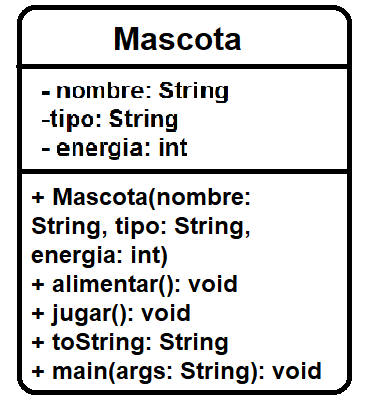 Mascota
- nombre: String
-tipo: String
- energia: int
+ Mascota(nombre:
String, tipo: String,
energia: int)
+ alimentar(): void
+ jugar(): void
+ toString: String
+ main(args: String): void